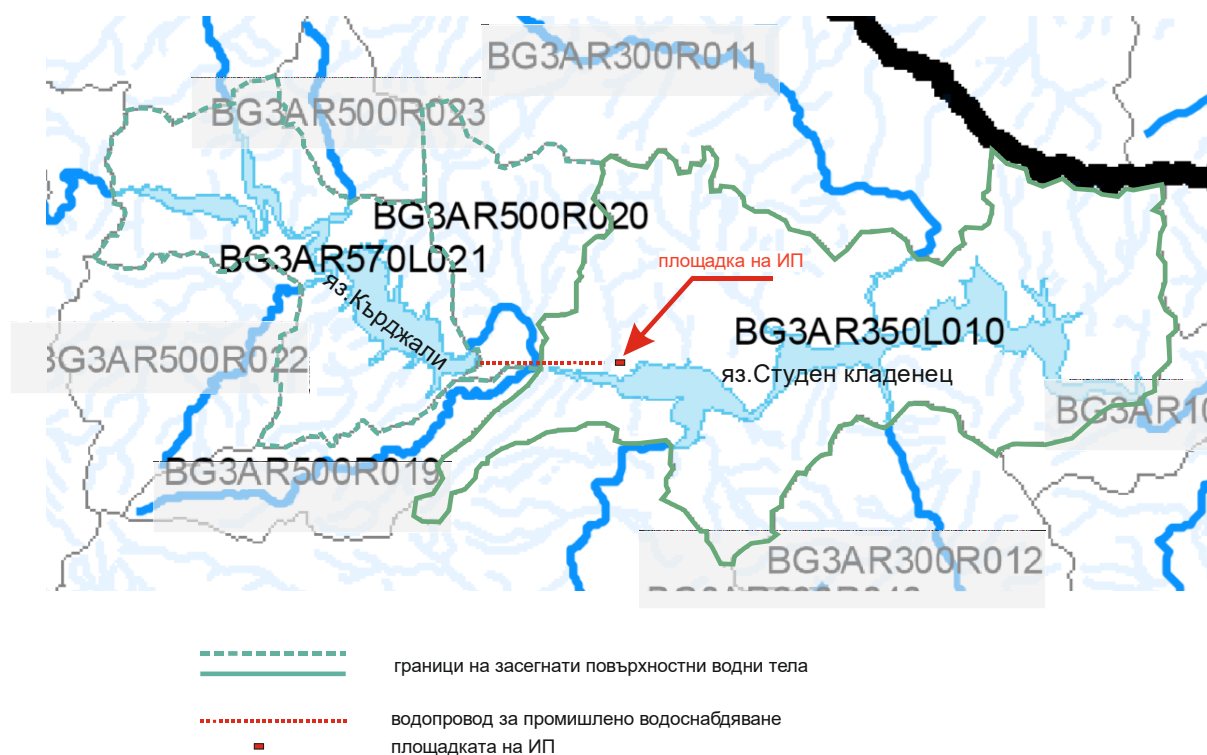 BG3AR300R011
BG3AR500R023
BG3AR500R020
BG3AR570L021
площадка на ИП
яз.Кърджали
BG3AR350L010
BG3AR500R022
яз.Студен кладенец
BG3AR10
BG3AR500R019
BG3AR300R012
граници на засегнати повърхностни водни тела
водопровод за промишлено водоснабдяване
площадката на ИП